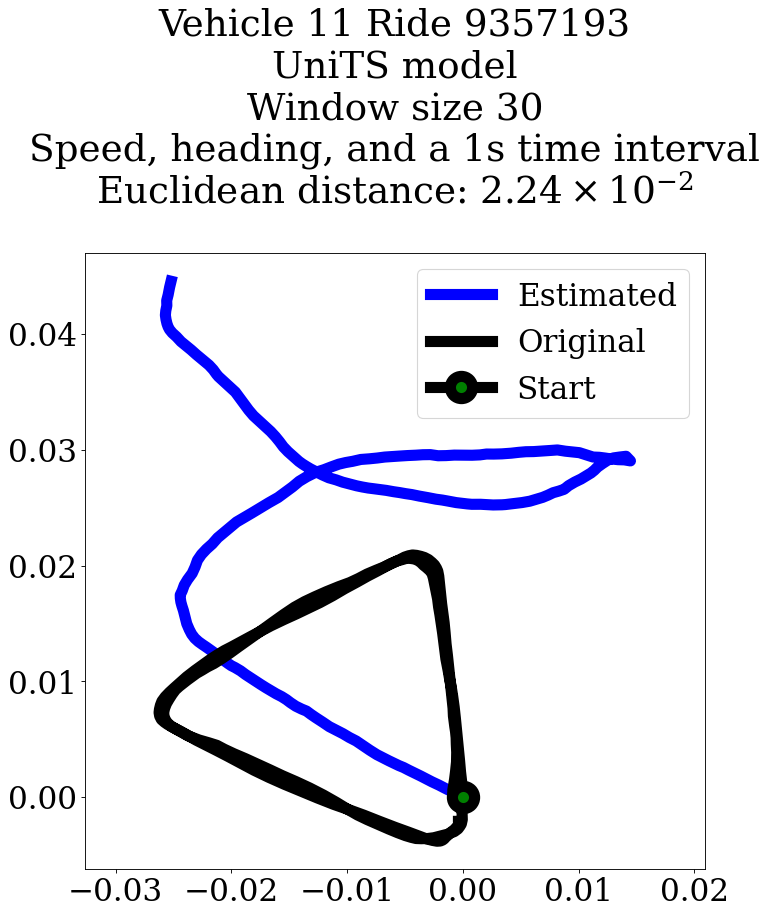 Vehicle 11 Ride 9357193
UniTS model
Window size 30
Speed, heading, and a 1s time interval
Euclidean distance: 2.24 × 10⁻²
Estimated
Original
Start
0.04
0.03
0.02
0.01
0.00
−0.03 −0.02 −0.01 0.00 0.01 0.02